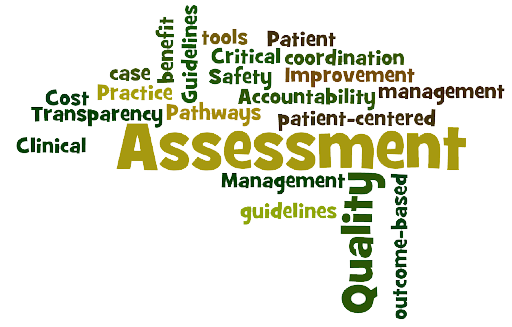 benefit
Guidelines
tools
Patient
Critical
coordination
case
Safety
Improvement
Cost
Practice
Accountability
management
Transparency
Pathways
patient-centered
Clinical
Assessment
Management
guidelines
Quality
outcome-based